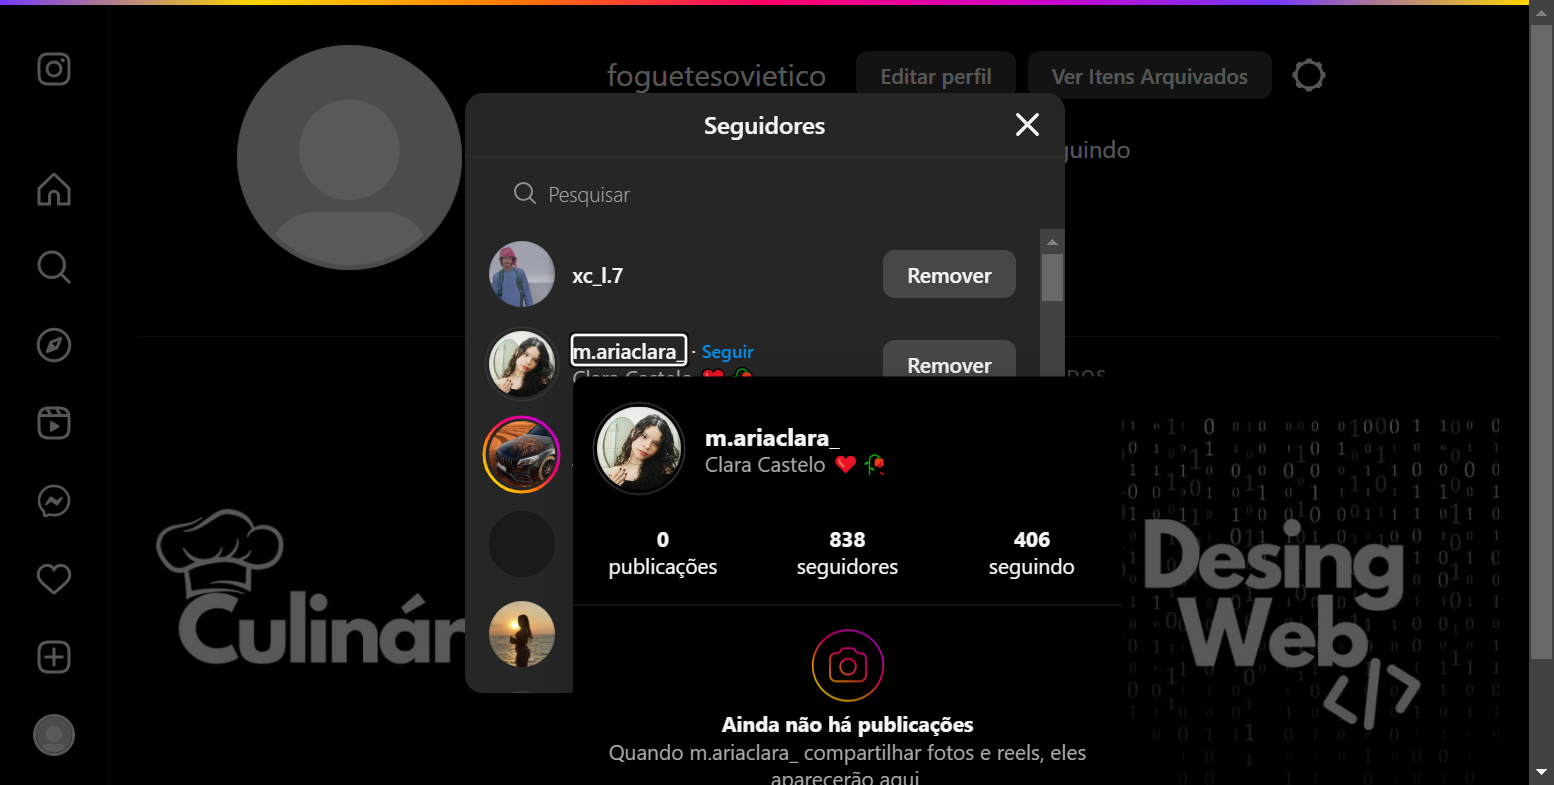 foguetesovietico
Editar perfil
Ver Itens Arquivados
Seguidores
guindo
Pesquisar
xc_l.7
Remover
m.ariaclara_ · Seguir
Clara Castelo ❤️ 🥀
Remover
m.ariaclara_
Clara Castelo ❤️ 🥀
0
publicações
838
seguidores
406
seguindo
Culinár
Desing
Web
</>
Ainda não há publicações
Quando m.ariaclara_ compartilhar fotos e reels, eles
aparecerão aqui